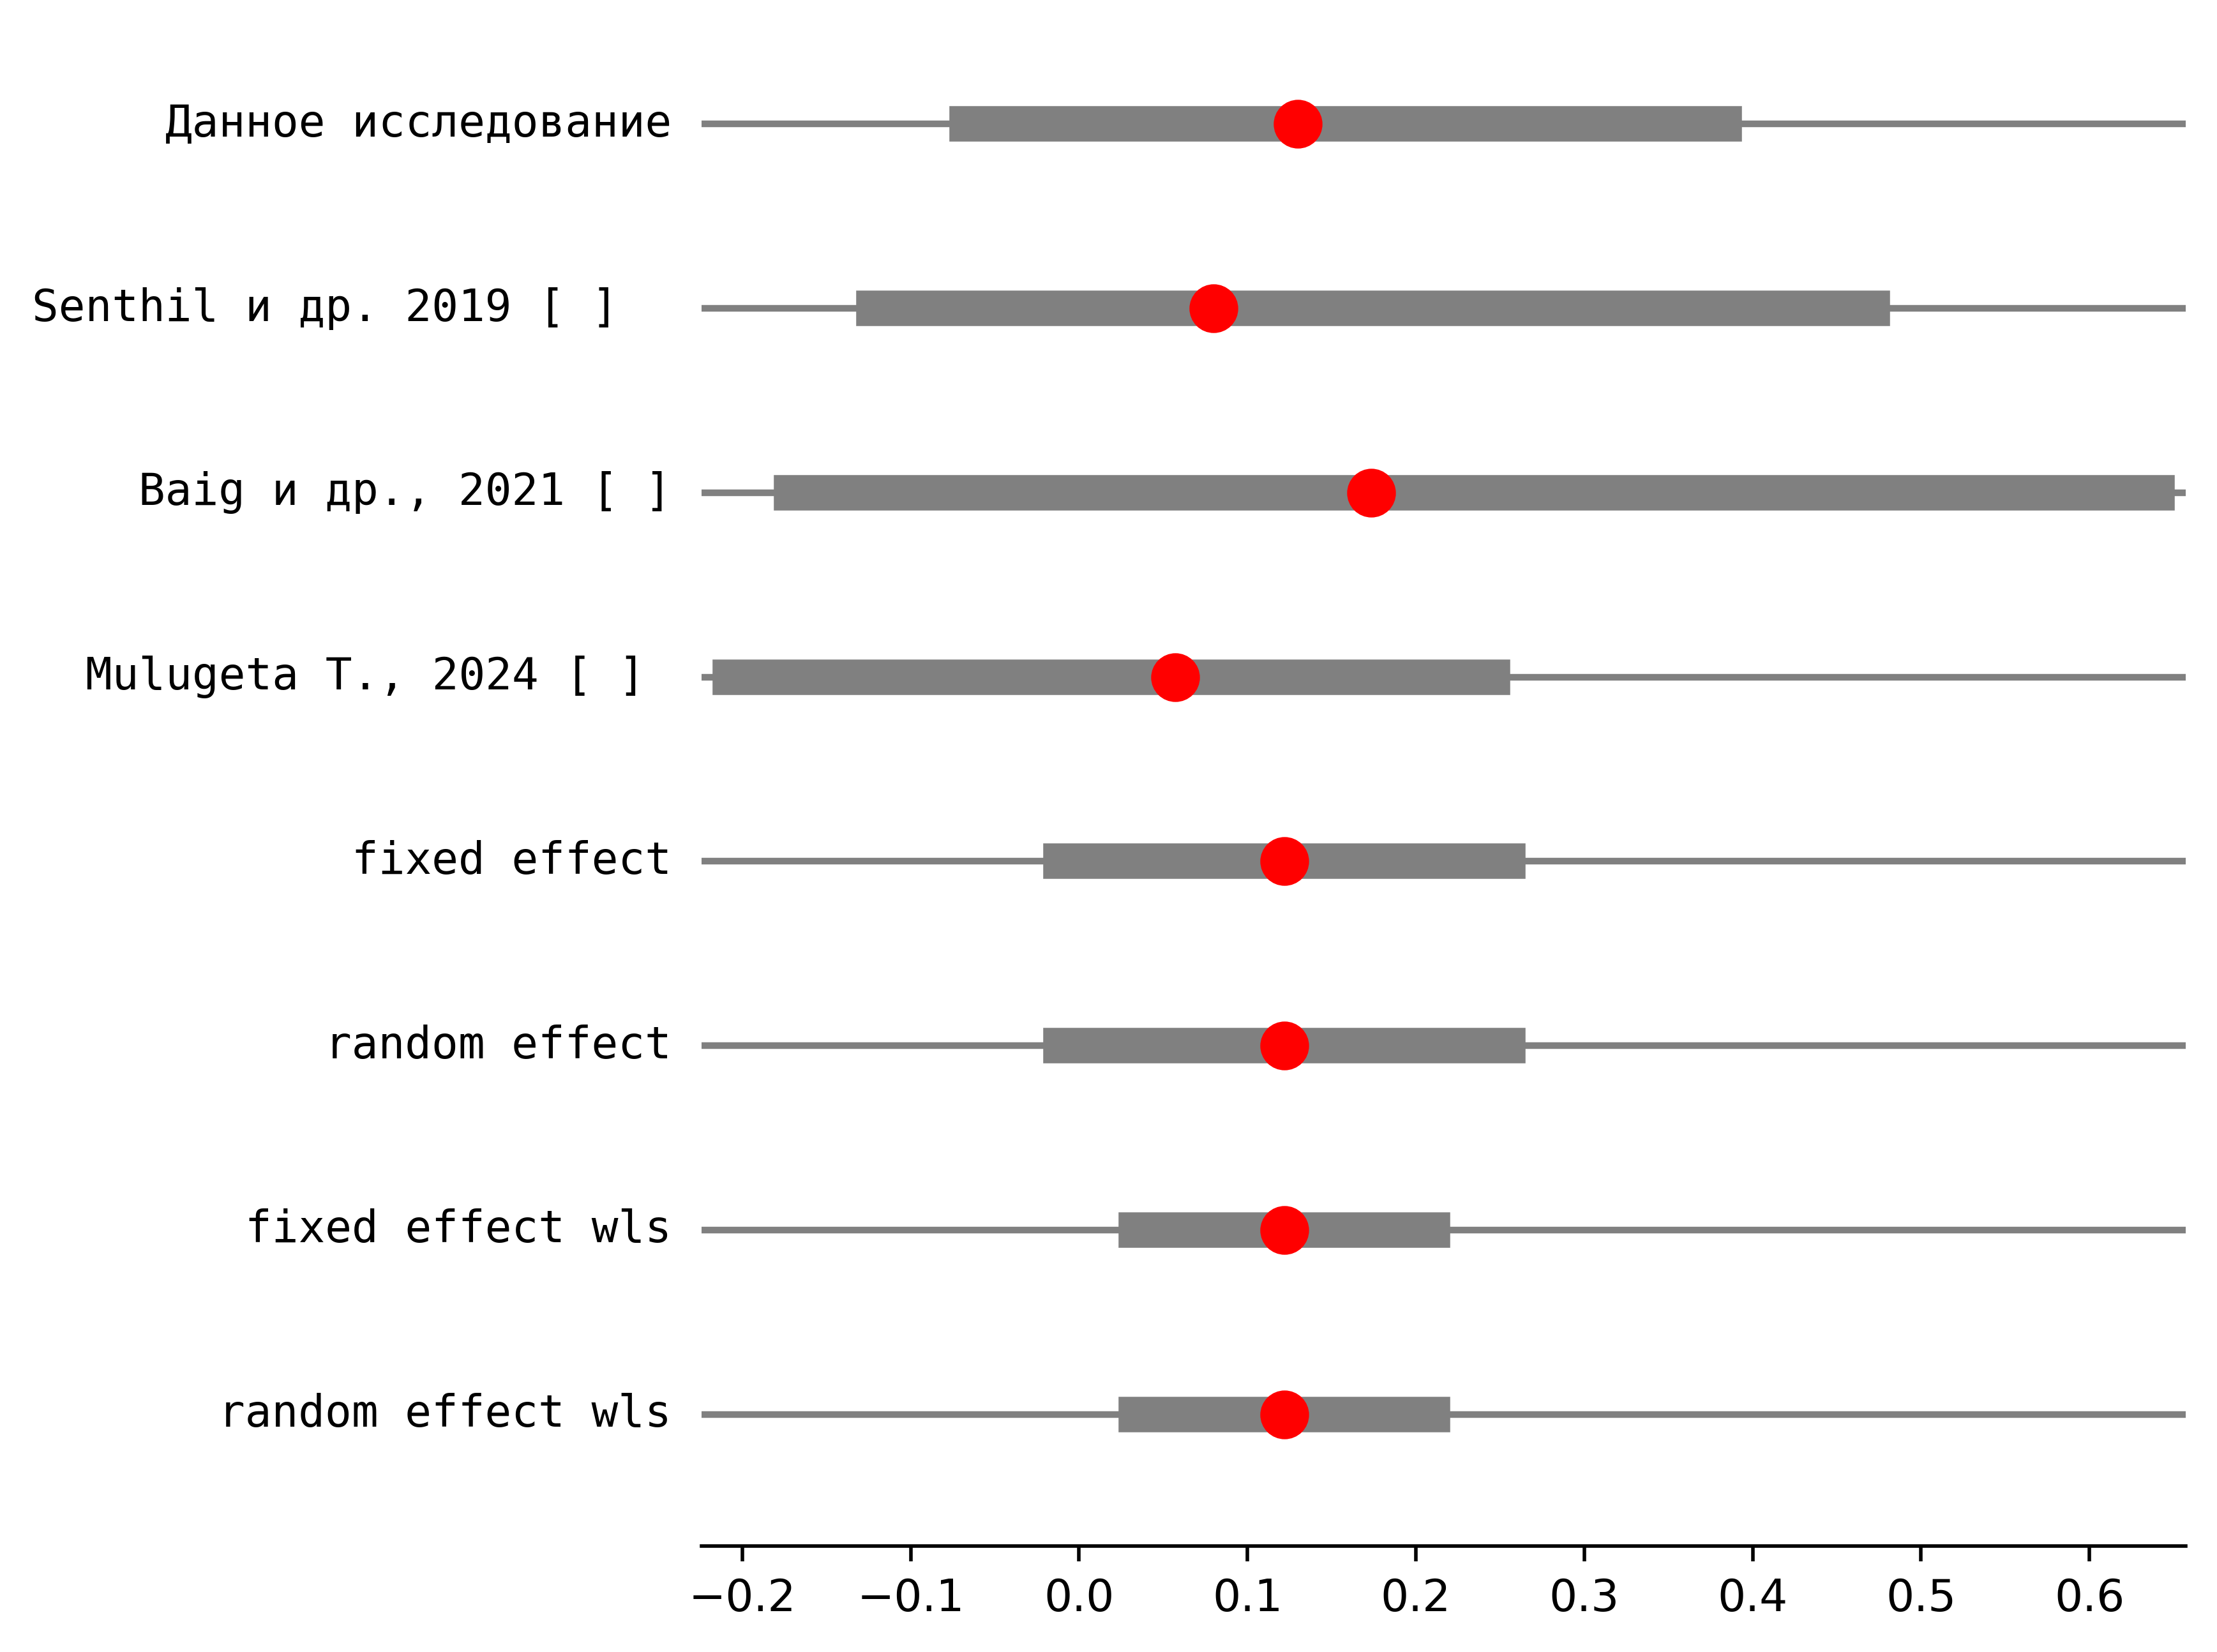 Данное исследование
Senthil и др. 2019 [ ]
Baig и др., 2021 [ ]
Mulugeta T., 2024 [ ]
fixed effect
random effect
fixed effect wls
random effect wls
−0.2 −0.1 0.0 0.1 0.2 0.3 0.4 0.5 0.6